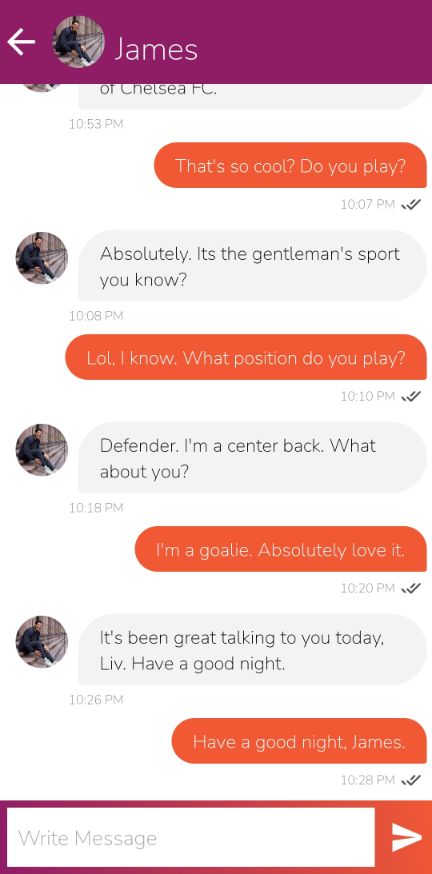 James
of Chelsea FC.
10:53 PM
That's so cool? Do you play?
10:07 PM
Absolutely. Its the gentleman's sport
you know?
10:08 PM
Lol, I know. What position do you play?
10:10 PM
Defender. I'm a center back. What
about you?
10:18 PM
I'm a goalie. Absolutely love it.
10:20 PM
It's been great talking to you today,
Liv. Have a good night.
10:26 PM
Have a good night, James.
10:28 PM
Write Message